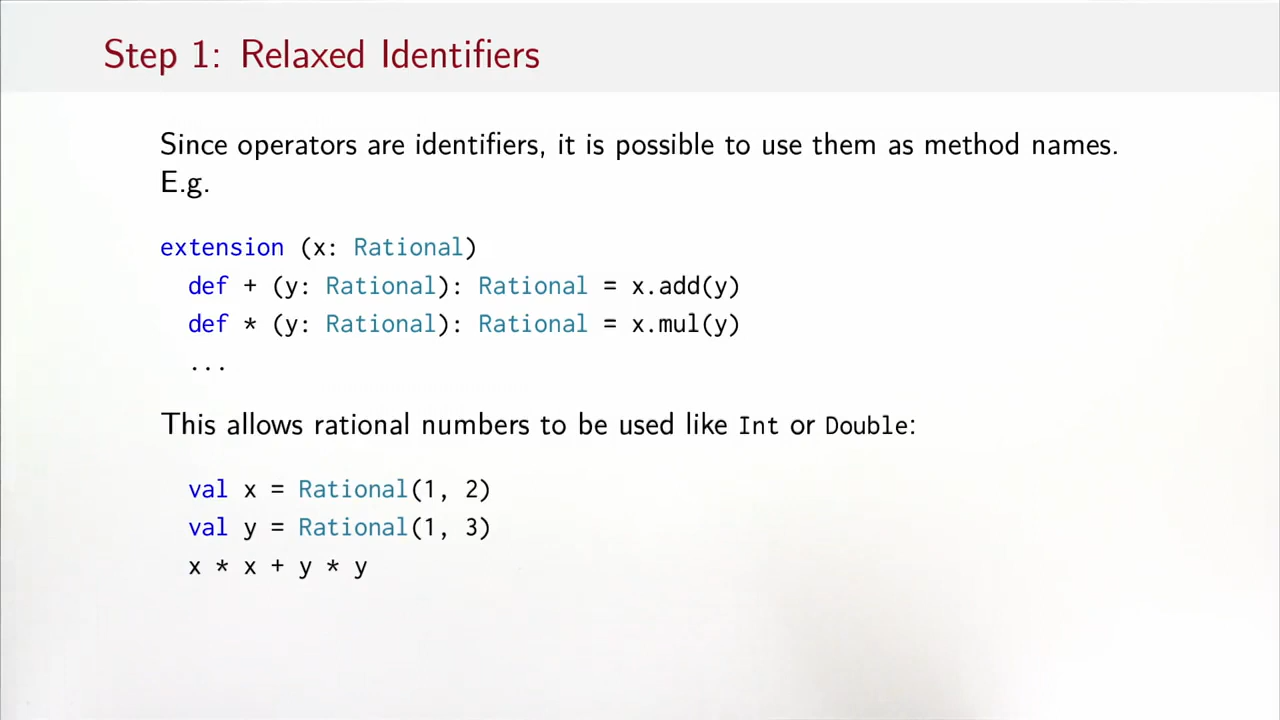 Step 1: Relaxed Identifiers
Since operators are identifiers, it is possible to use them as method names.
E.g.
extension (x: Rational)
def + (y: Rational): Rational = x.add(y)
def * (y: Rational): Rational = x.mul(y)
...
This allows rational numbers to be used like Int or Double:
val x = Rational(1, 2)
val y = Rational(1, 3)
x * x + y * y